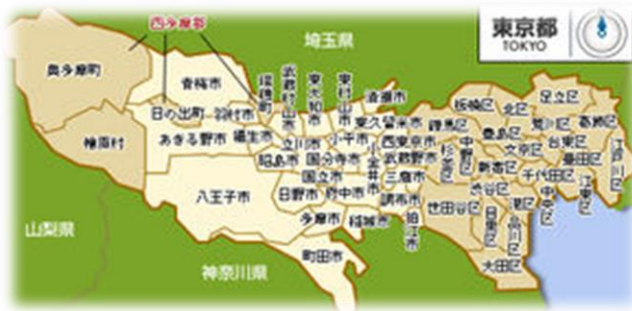 西多摩郡
埼玉県
東京都
TOKYO
奥多摩町
青梅市
瑞穂町
武蔵村山市
東大和市
東村山市
清瀬市
日の出町
羽村市
東久留米市
練馬区
板橋区
北区
足立区
葛飾区
檜原村
あきる野市
福生市
立川市
小平市
西東京市
豊島区
荒川区
昭島市
国分寺市
小金井市
武蔵野市
杉並区
中野区
文京区
台東区
墨田区
江戸川区
国立市
三鷹市
新宿区
千代田区
八王子市
日野市
府中市
調布市
狛江市
世田谷区
渋谷区
目黒区
港区
品川区
中央区
江東区
多摩市
稲城市
山梨県
町田市
大田区
神奈川県